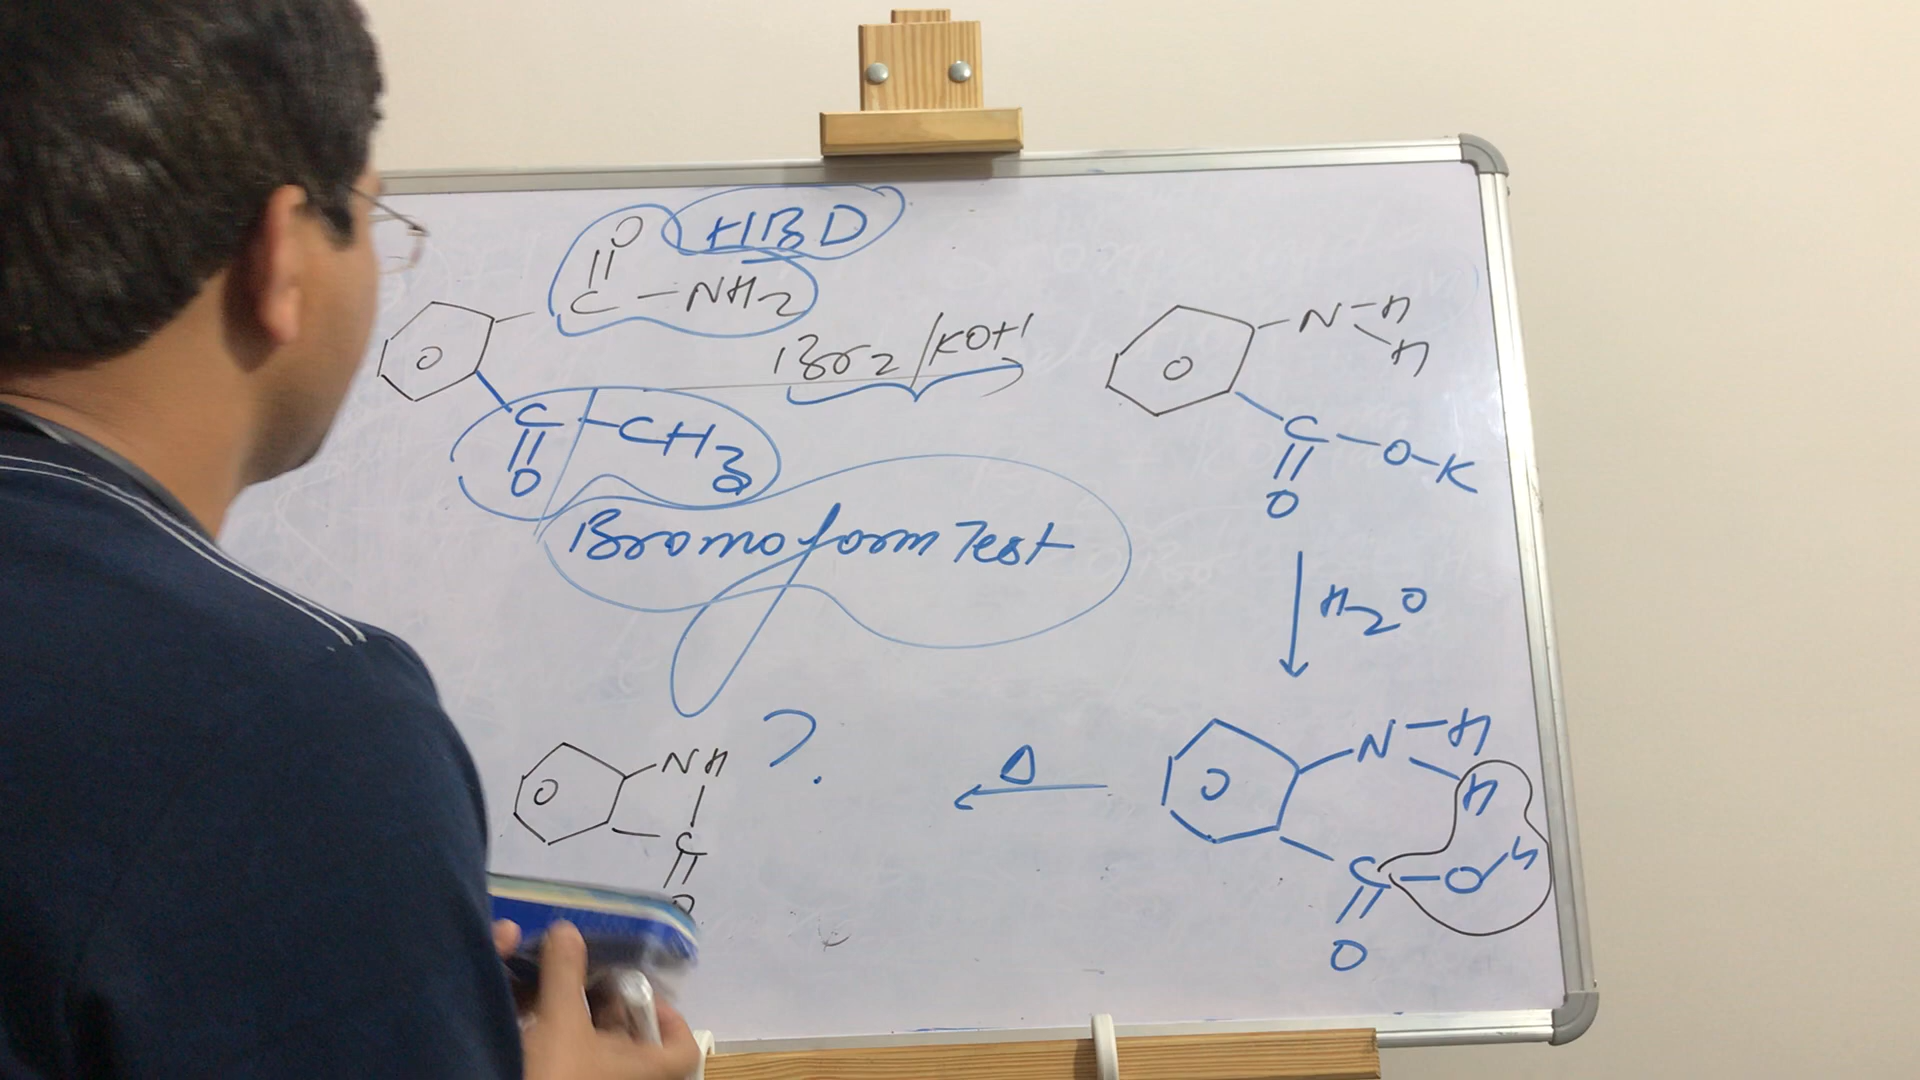 O HBD
C - NH2
O
Br2/KOH
C - CH3
O
Bromoform Test
O
N - H
H
C - O - K
O
H2O
O
N - H
H
C - O H
O
Δ
O
NH ?
C
O